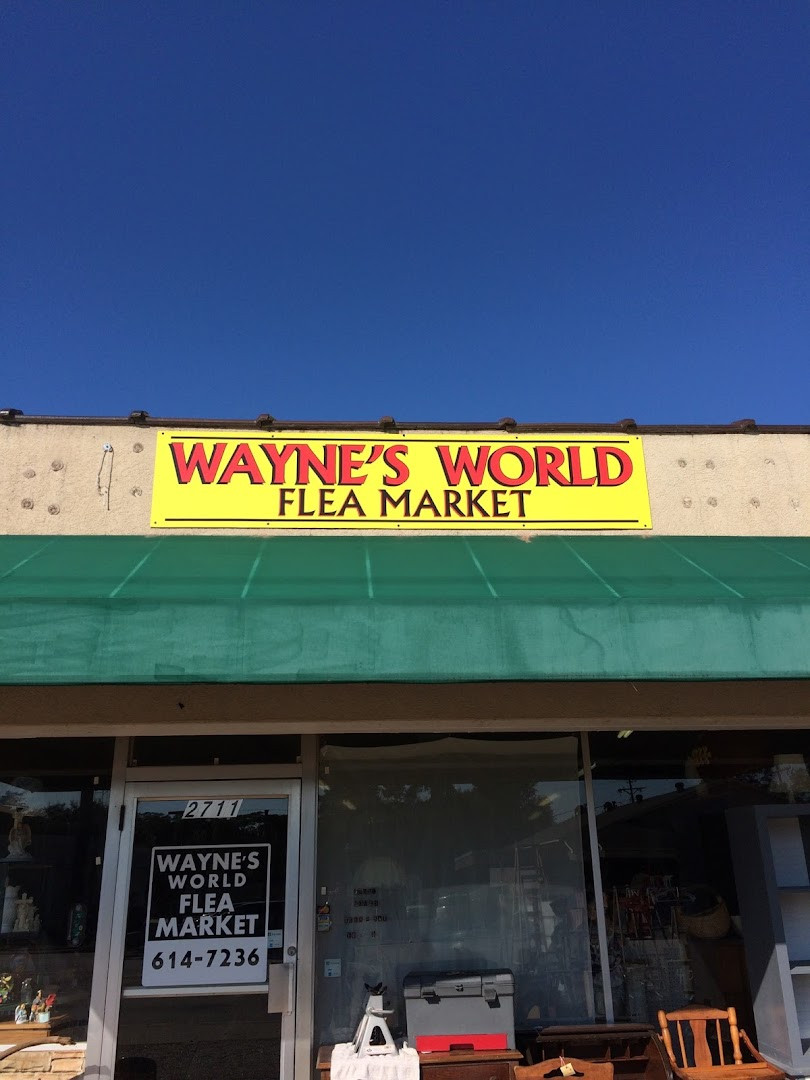 WAYNE'S WORLD
FLEA MARKET
2711
WAYNE'S
WORLD
FLEA
MARKET
614-7236